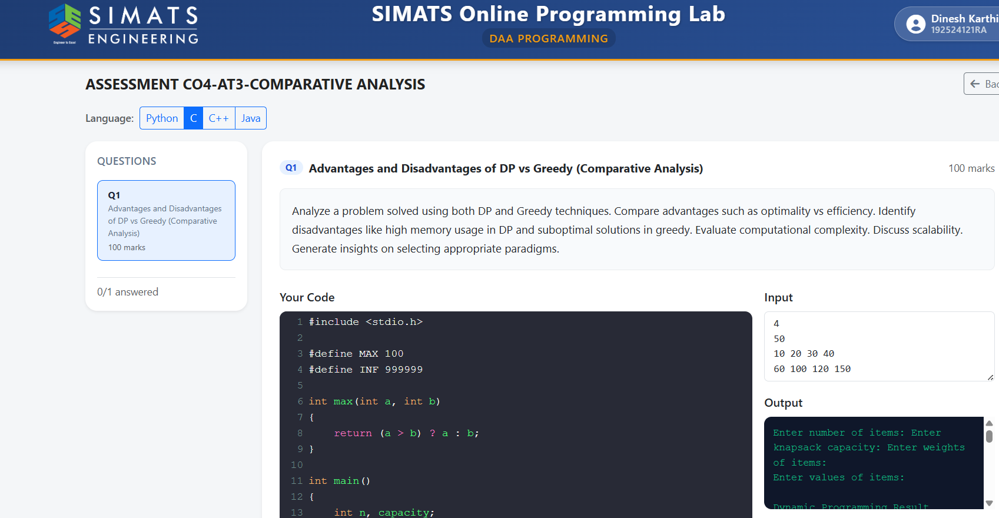 SIMATS
ENGINEERING
Engineer to Excel
SIMATS Online Programming Lab
DAA PROGRAMMING
Dinesh Karthi
192524121RA
ASSESSMENT CO4-AT3-COMPARATIVE ANALYSIS
Bac
Language:
Python
C
C++
Java
QUESTIONS
Q1
Advantages and Disadvantages
of DP vs Greedy (Comparative
Analysis)
100 marks
0/1 answered
Q1 Advantages and Disadvantages of DP vs Greedy (Comparative Analysis)
100 marks
Analyze a problem solved using both DP and Greedy techniques. Compare advantages such as optimality vs efficiency. Identify
disadvantages like high memory usage in DP and suboptimal solutions in greedy. Evaluate computational complexity. Discuss scalability.
Generate insights on selecting appropriate paradigms.
Your Code
1 #include <stdio.h>
2
3 #define MAX 100
4 #define INF 999999
5
6 int max(int a, int b)
7 {
8     return (a > b) ? a : b;
9 }
10
11 int main()
12 {
13     int n, capacity;
Input
4
50
10 20 30 40
60 100 120 150
Output
Enter number of items: Enter
knapsack capacity: Enter weights
of items:
Enter values of items:
Dynamic Programming Result